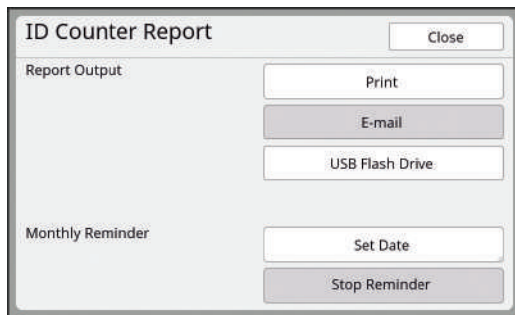 ID Counter Report
Close
Report Output
Print
E-mail
USB Flash Drive
Monthly Reminder
Set Date
Stop Reminder